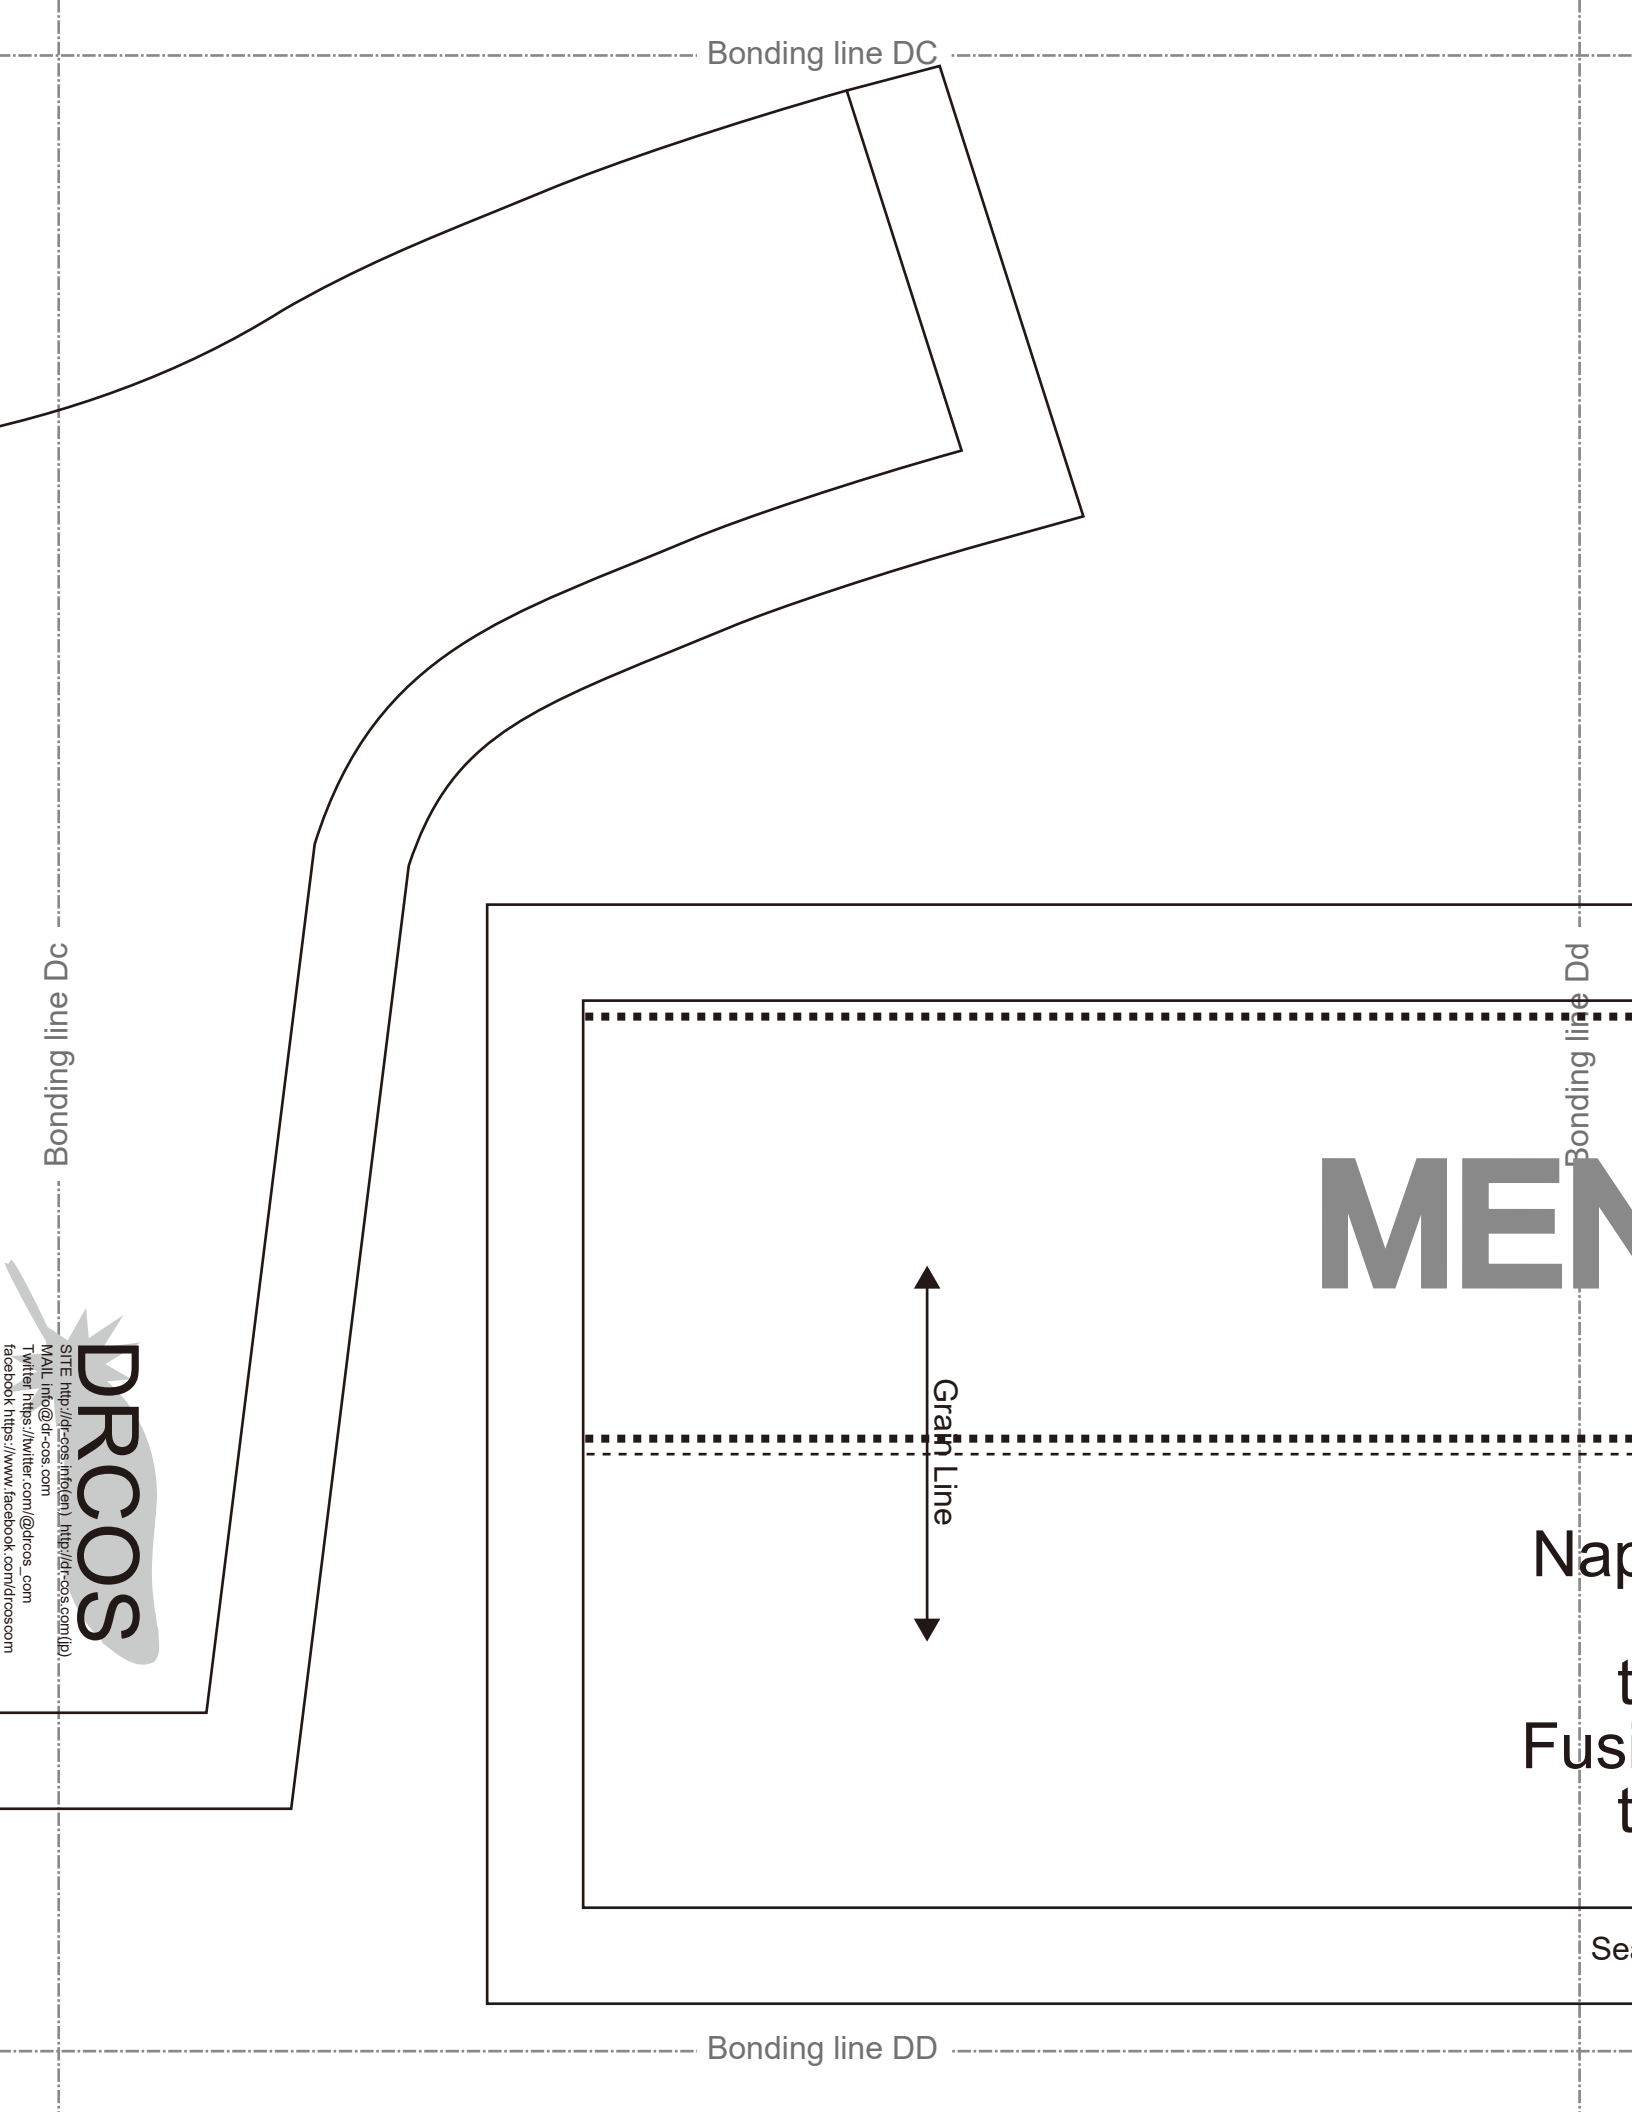 Bonding line DC
Bonding line Dc
Bonding line Dd
MEN
Grain Line
DRCOS
SITE http://dr-cos.info(en) http://dr-cos.com(jp)
MAIL info@dr-cos.com
Twitter https://twitter.com/@drcos_com
facebook https://www.facebook.com/drcoscom
Nap
t
Fusi
t
Sea
Bonding line DD